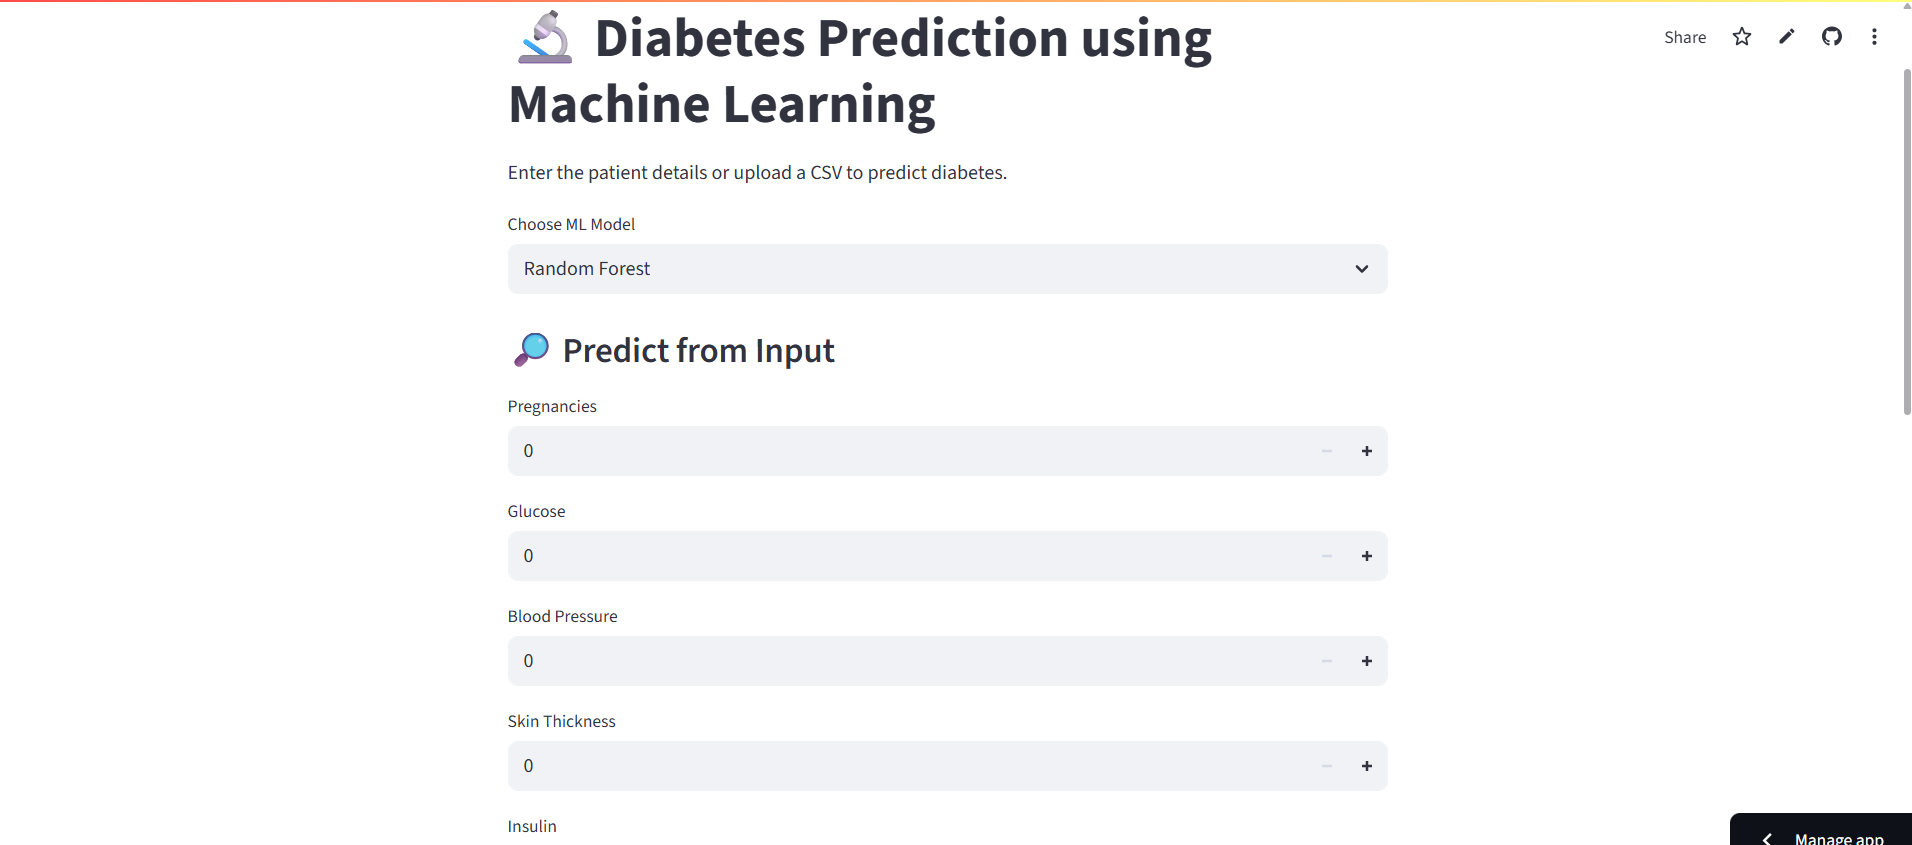 Share
Diabetes Prediction using
Machine Learning
Enter the patient details or upload a CSV to predict diabetes.
Choose ML Model
Random Forest
Predict from Input
Pregnancies
0
Glucose
0
Blood Pressure
0
Skin Thickness
0
Insulin
Manage app